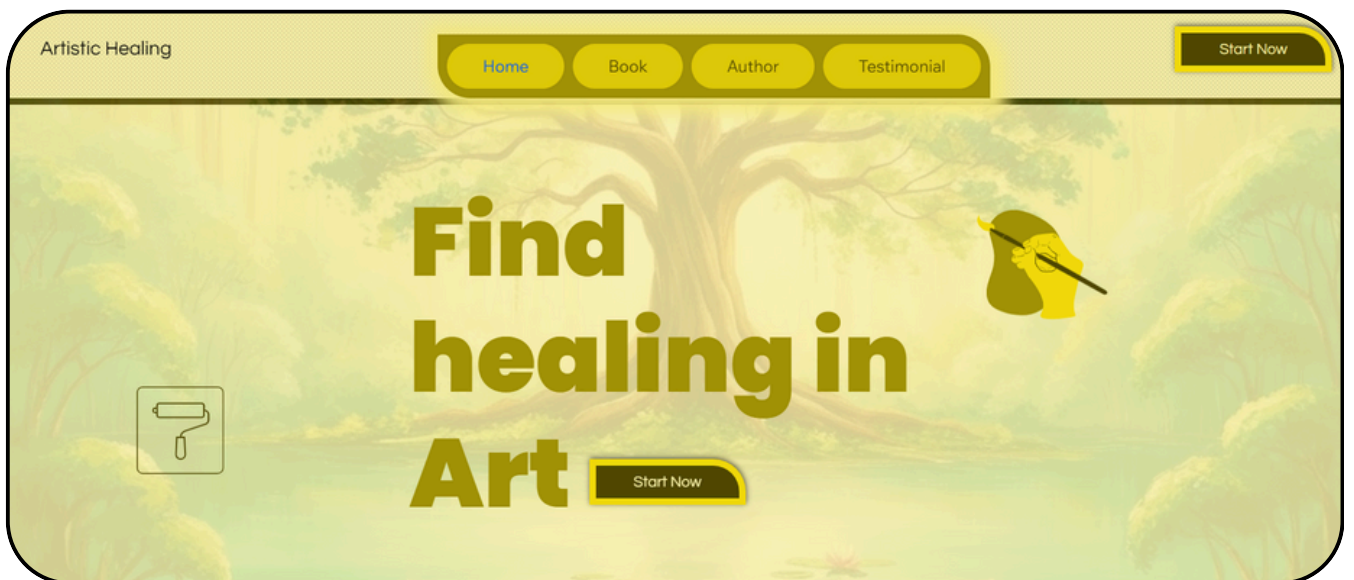 Artistic Healing
Home
Book
Author
Testimonial
Start Now
Find
healing in
Art
Start Now